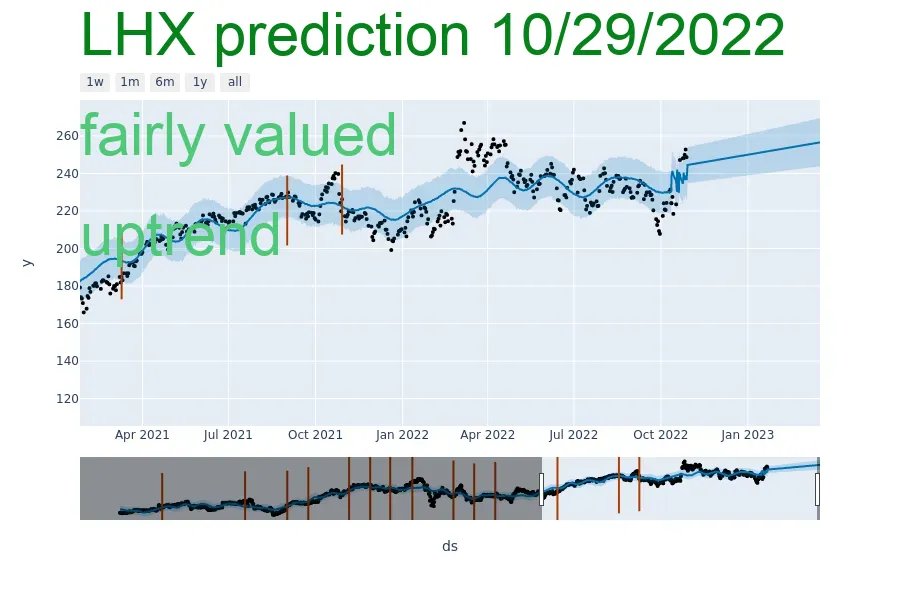 LHX prediction 10/29/2022
1w 1m 6m 1y all
fairly valued
uptrend
260
240
220
200
180
160
140
120
y
Apr 2021 Jul 2021 Oct 2021 Jan 2022 Apr 2022 Jul 2022 Oct 2022 Jan 2023
ds